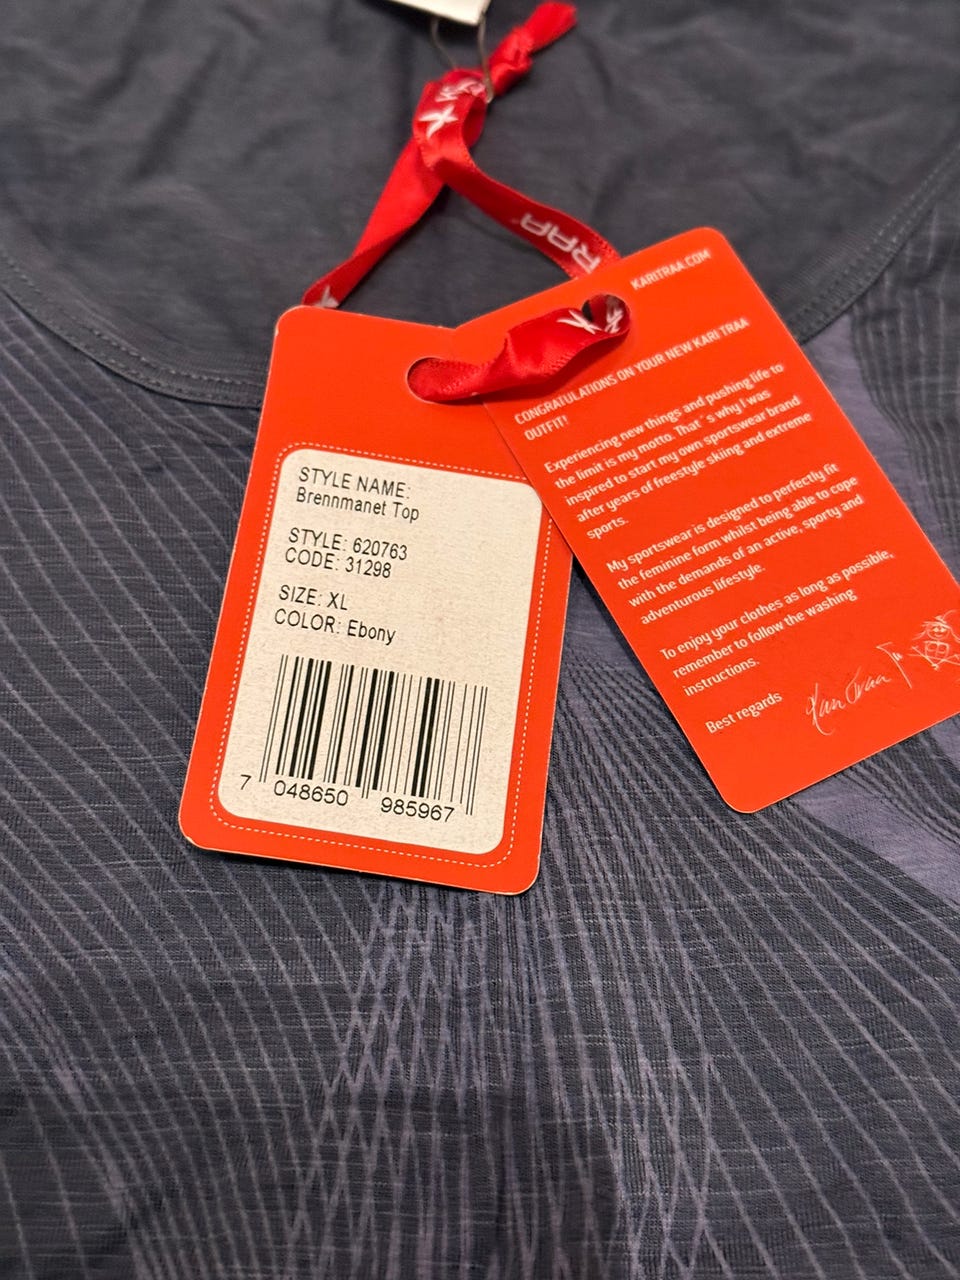 RAA
STYLE NAME:
Brennmanet Top
STYLE: 620763
CODE: 31298
SIZE: XL
COLOR: Ebony
7 048650 985967
KARITRAA.COM
CONGRATULATIONS ON YOUR NEW KARI TRAA
OUTFIT!
Experiencing new things and pushing life to
the limit is my motto. That´s why I was
inspired to start my own sportswear brand
after years of freestyle skiing and extreme
sports.
My sportswear is designed to perfectly fit
the feminine form whilst being able to cope
with the demands of an active, sporty and
adventurous lifestyle.
To enjoy your clothes as long as possible,
remember to follow the washing
instructions.
Best regards
Kari Traa